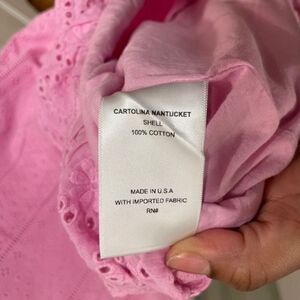 CARTOLINA NANTUCKET
SHELL
100% COTTON
MADE IN U.S.A
WITH IMPORTED FABRIC
RN#